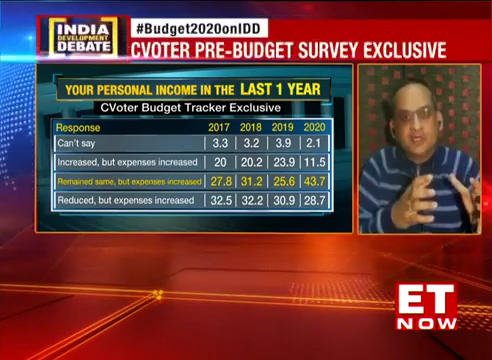 INDIA
DEVELOPMENT
DEBATE
#Budget2020onIDD
CVOTER PRE-BUDGET SURVEY EXCLUSIVE
YOUR PERSONAL INCOME IN THE LAST 1 YEAR
CVoter Budget Tracker Exclusive
Response 2017 2018 2019 2020
Can't say 3.3 3.2 3.9 2.1
Increased, but expenses increased 20 20.2 23.9 11.5
Remained same, but expenses increased 27.8 31.2 25.6 43.7
Reduced, but expenses increased 32.5 32.2 30.9 28.7
ET
NOW